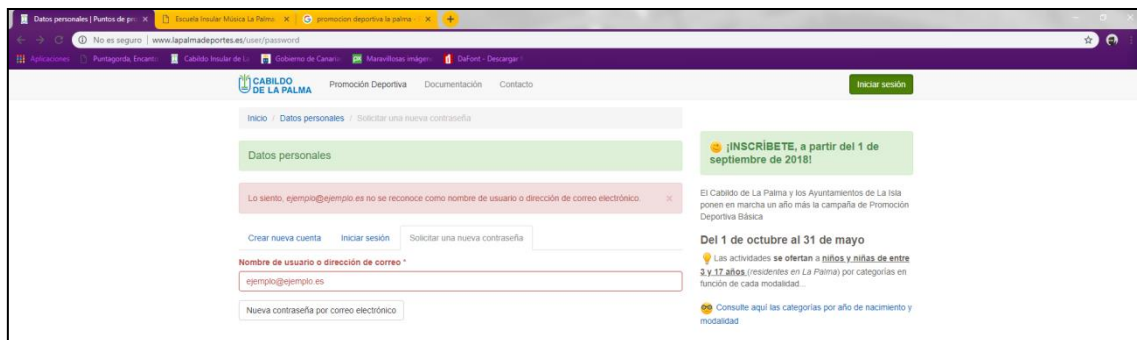 Datos personales | Puntos de pro
Escuela Insular Música La Palma
promocion deportiva la palma -
No es seguro | www.lapalmadeportes.es/user/password
Aplicaciones
Puntagorda, Encanto
Cabildo Insular de La
Gobierno de Canaria
Maravillosas imágen
DaFont - Descargar f
CABILDO
DE LA PALMA
Promoción Deportiva
Documentación
Contacto
Iniciar sesión
Inicio / Datos personales / Solicitar una nueva contraseña
Datos personales
Lo siento, ejemplo@ejemplo.es no se reconoce como nombre de usuario o dirección de correo electrónico. ×
Crear nueva cuenta
Iniciar sesión
Solicitar una nueva contraseña
Nombre de usuario o dirección de correo *
ejemplo@ejemplo.es
Nueva contraseña por correo electrónico
¡INSCRÍBETE, a partir del 1 de
septiembre de 2018!
El Cabildo de La Palma y los Ayuntamientos de La Isla
ponen en marcha un año más la campaña de Promoción
Deportiva Básica
Del 1 de octubre al 31 de mayo
Las actividades se ofertan a niños y niñas de entre
3 y 17 años (residentes en La Palma) por categorías en
función de cada modalidad...
Consulte aquí las categorías por año de nacimiento y
modalidad